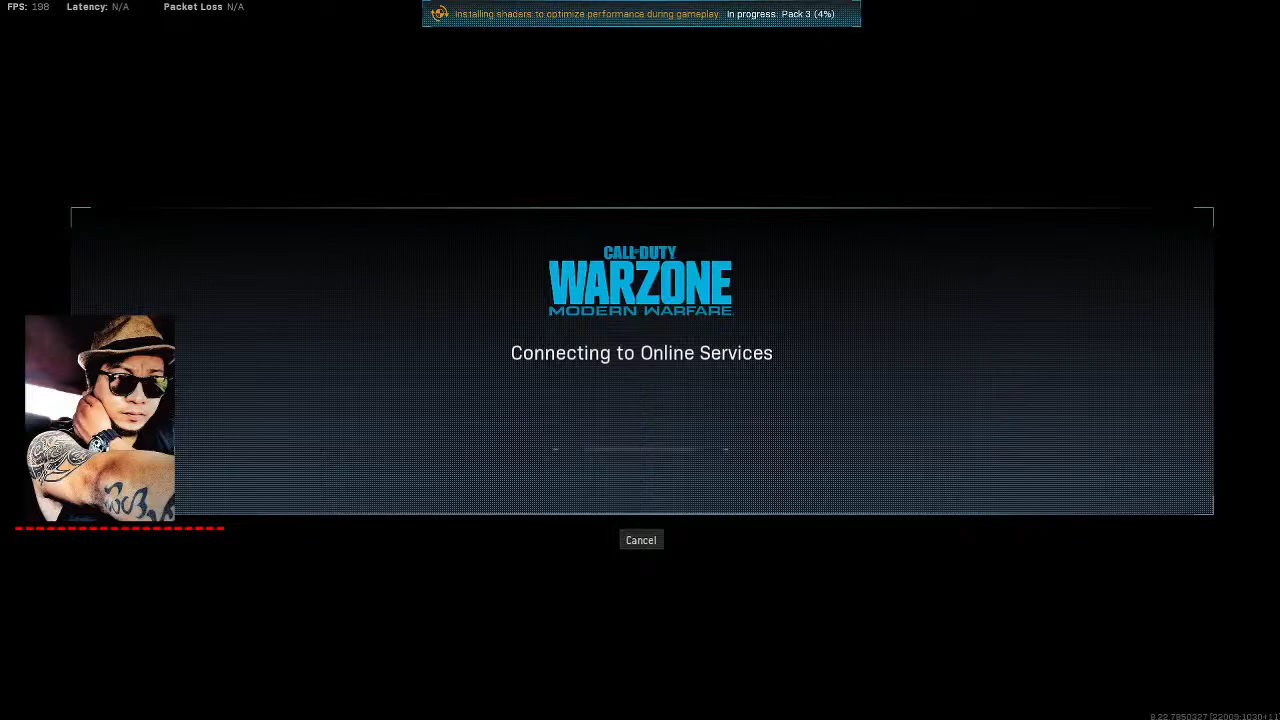 FPS: 198 Latency: N/A Packet Loss N/A
Installing shaders to optimize performance during gameplay. In progress: Pack 3 (4%)
CALL OF DUTY
WARZONE
MODERN WARFARE
Connecting to Online Services
Cancel